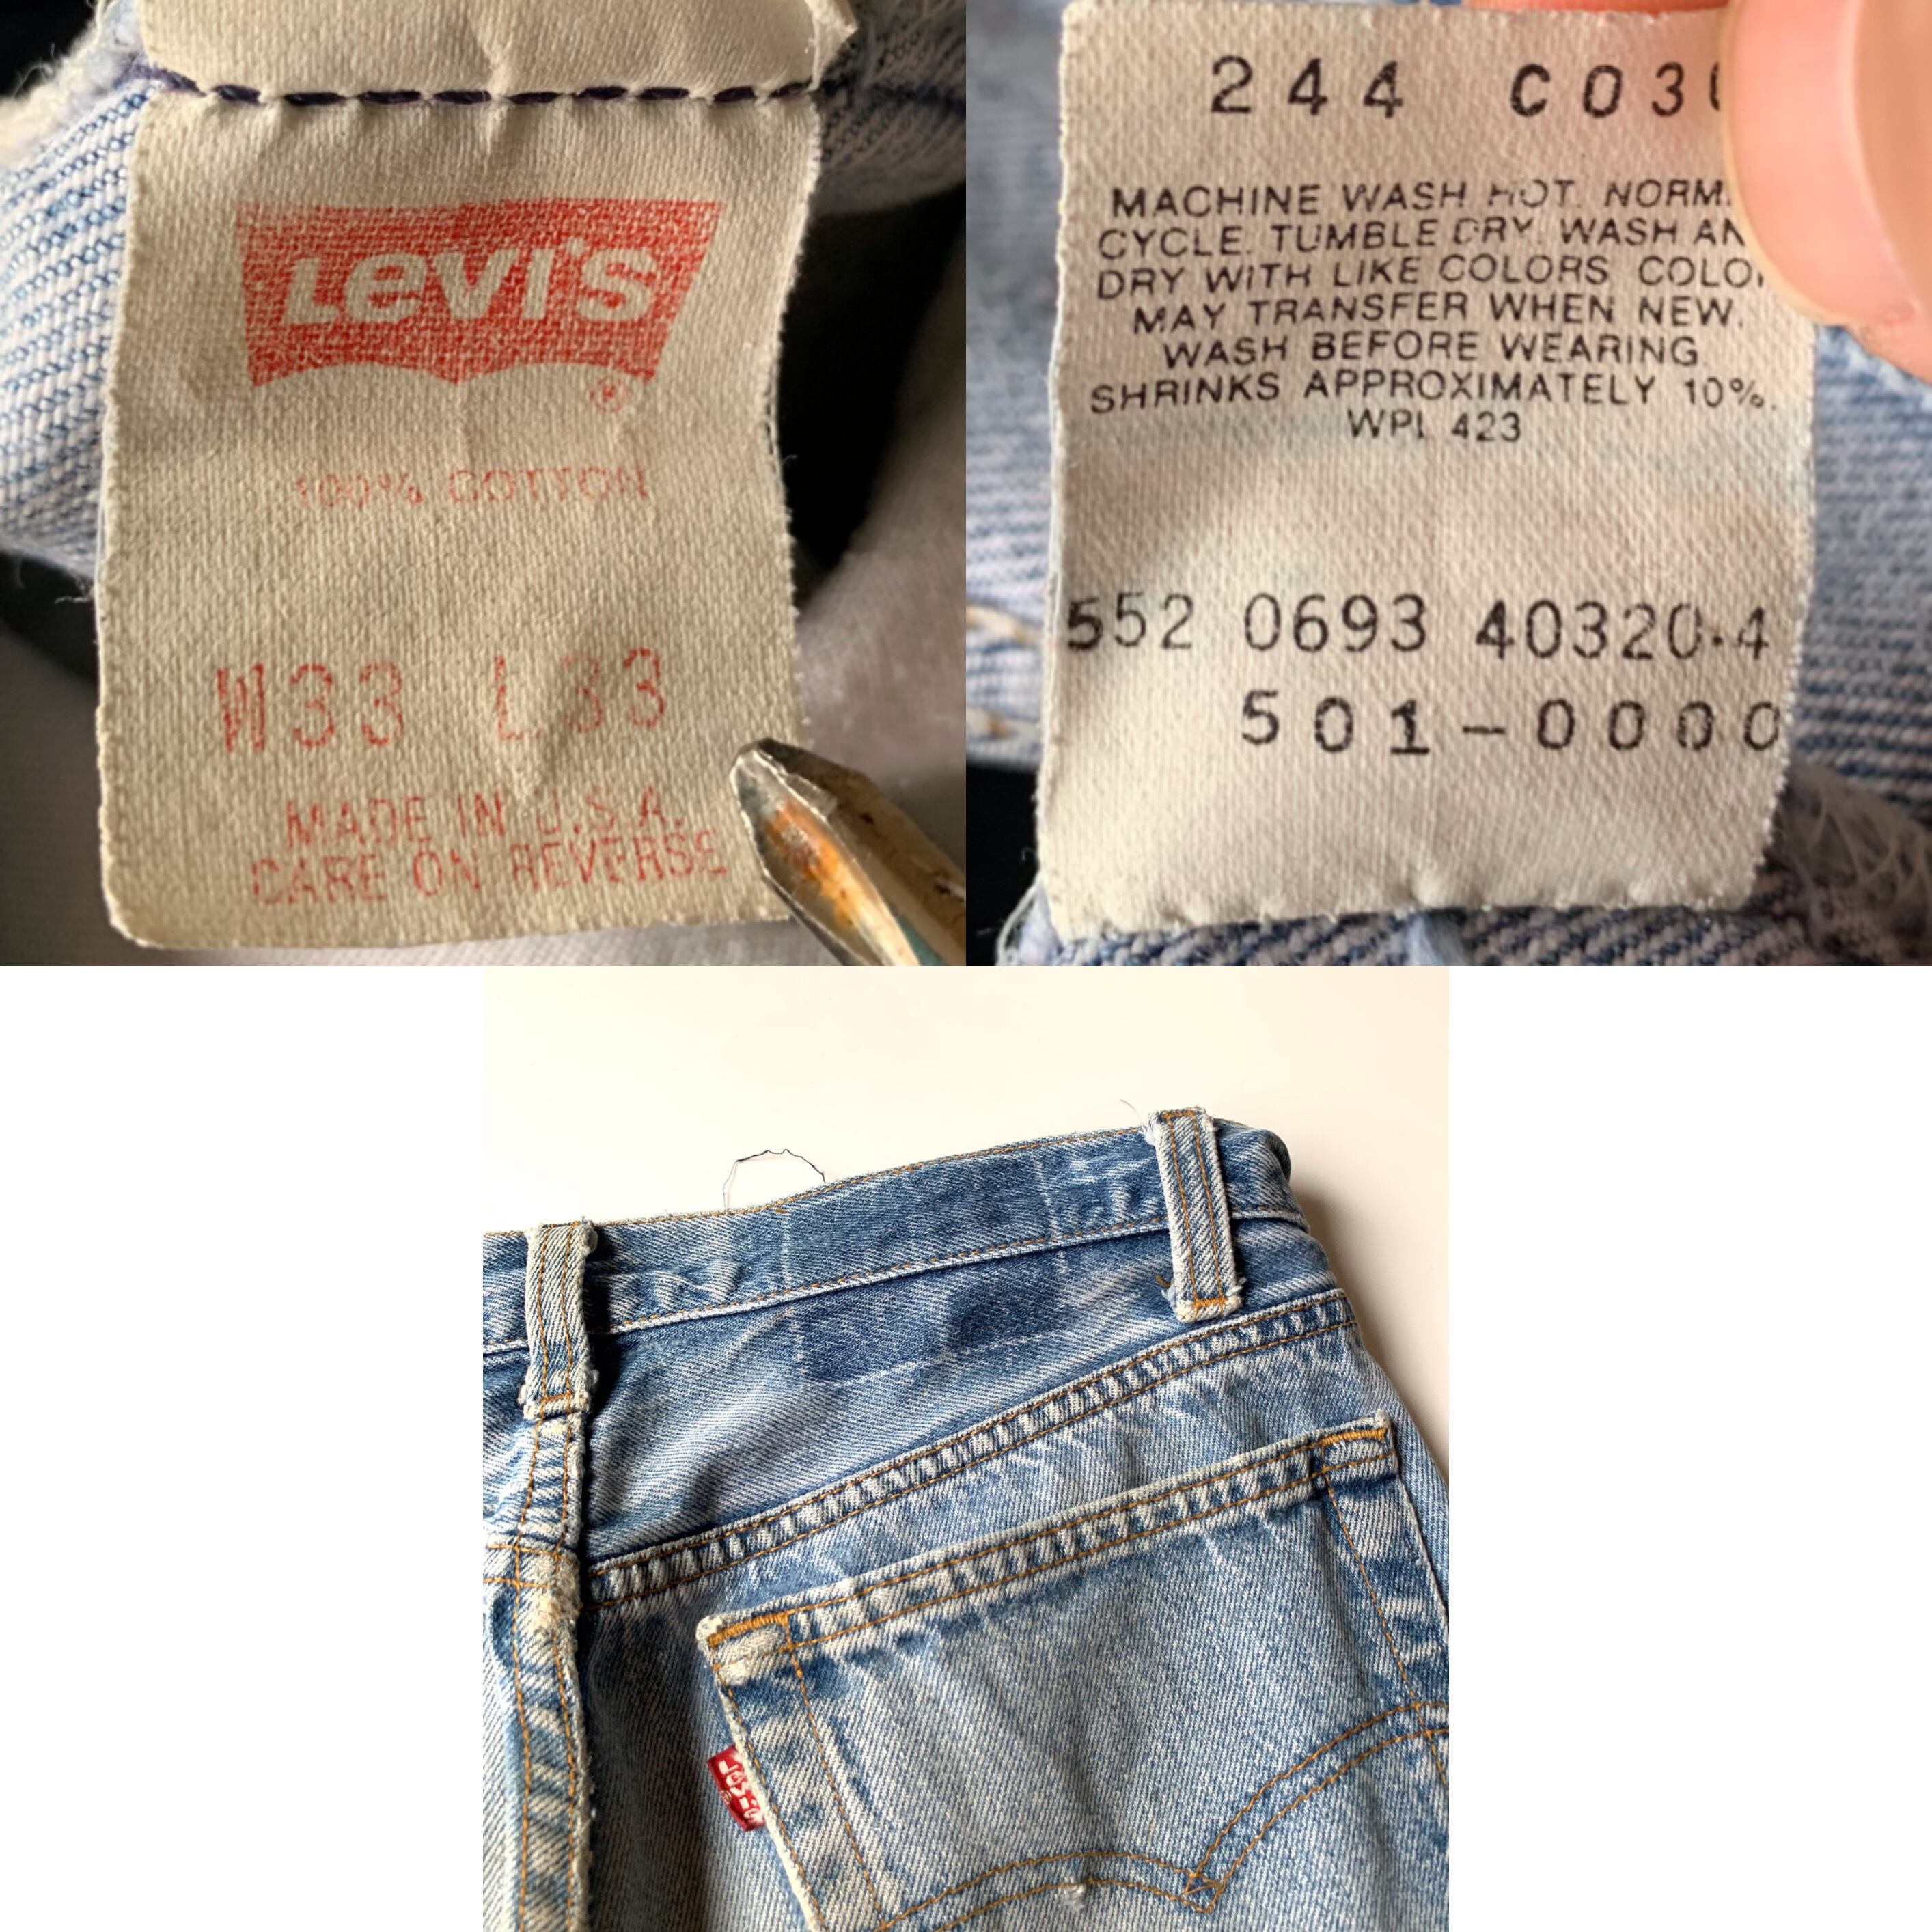 LEVI'S
®
100% COTTON
W33 L33
MADE IN U.S.A.
CARE ON REVERSE
244 C03
MACHINE WASH HOT. NORM
CYCLE. TUMBLE DRY. WASH AN
DRY WITH LIKE COLORS. COLO
MAY TRANSFER WHEN NEW.
WASH BEFORE WEARING
SHRINKS APPROXIMATELY 10%.
WPL 423
552 0693 40320·4
501-0000
LEVI'S